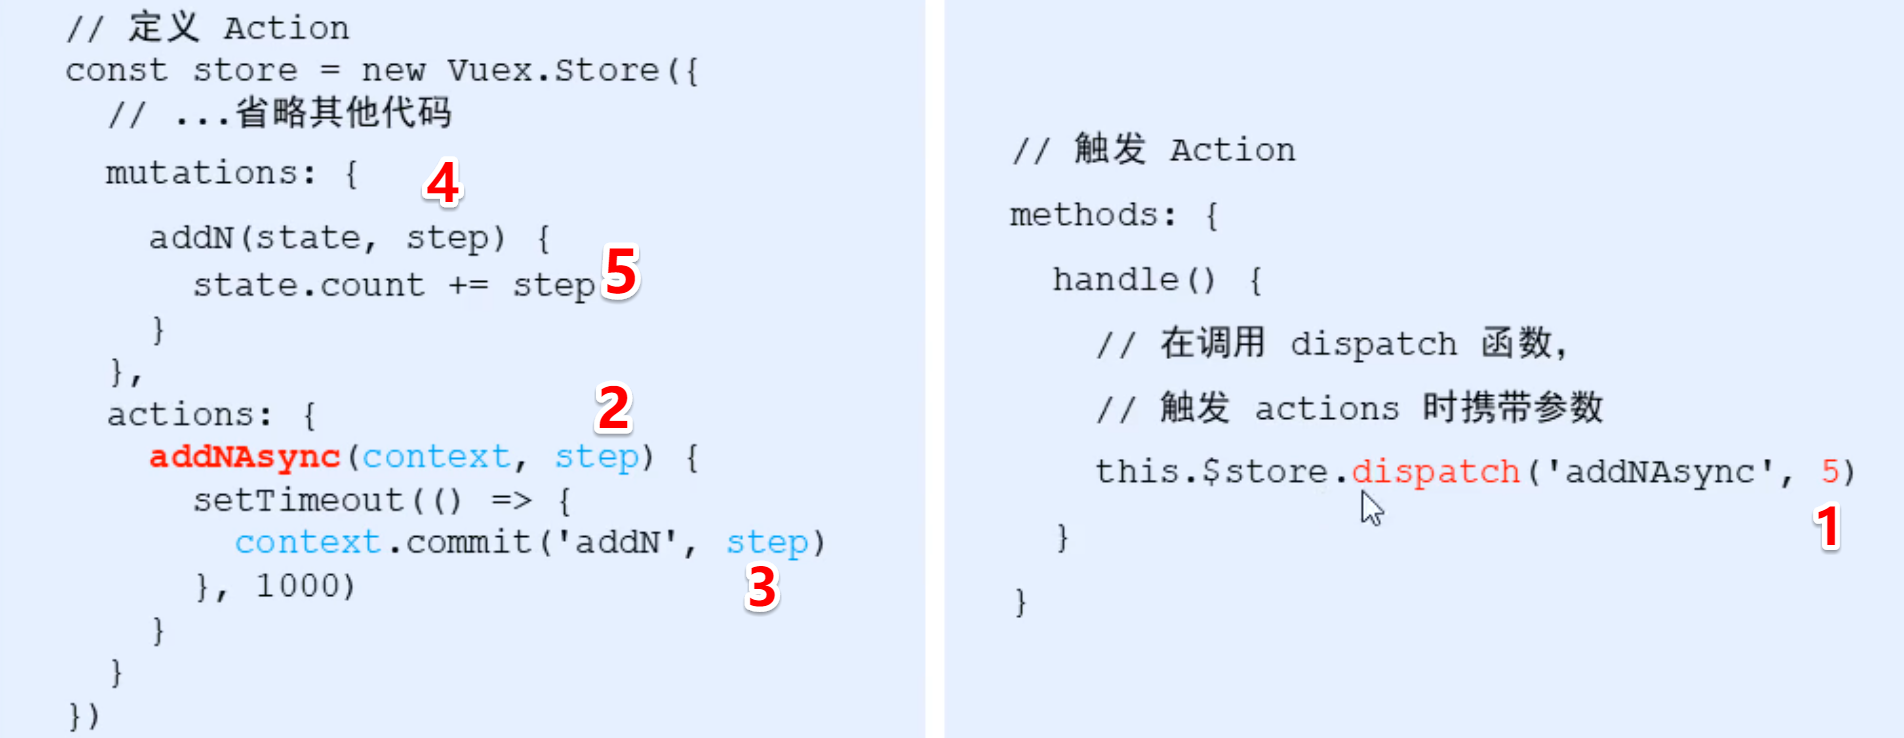 // 定义 Action
const store = new Vuex.Store({
// ...省略其他代码
mutations: {
4
addN(state, step) {
state.count += step
5
}
},
actions: {
2
addNAsync(context, step) {
setTimeout(() => {
context.commit('addN', step)
3
}, 1000)
}
}
})
// 触发 Action
methods: {
handle() {
// 在调用 dispatch 函数，
// 触发 actions 时携带参数
this.$store.dispatch('addNAsync', 5)
1
}
}